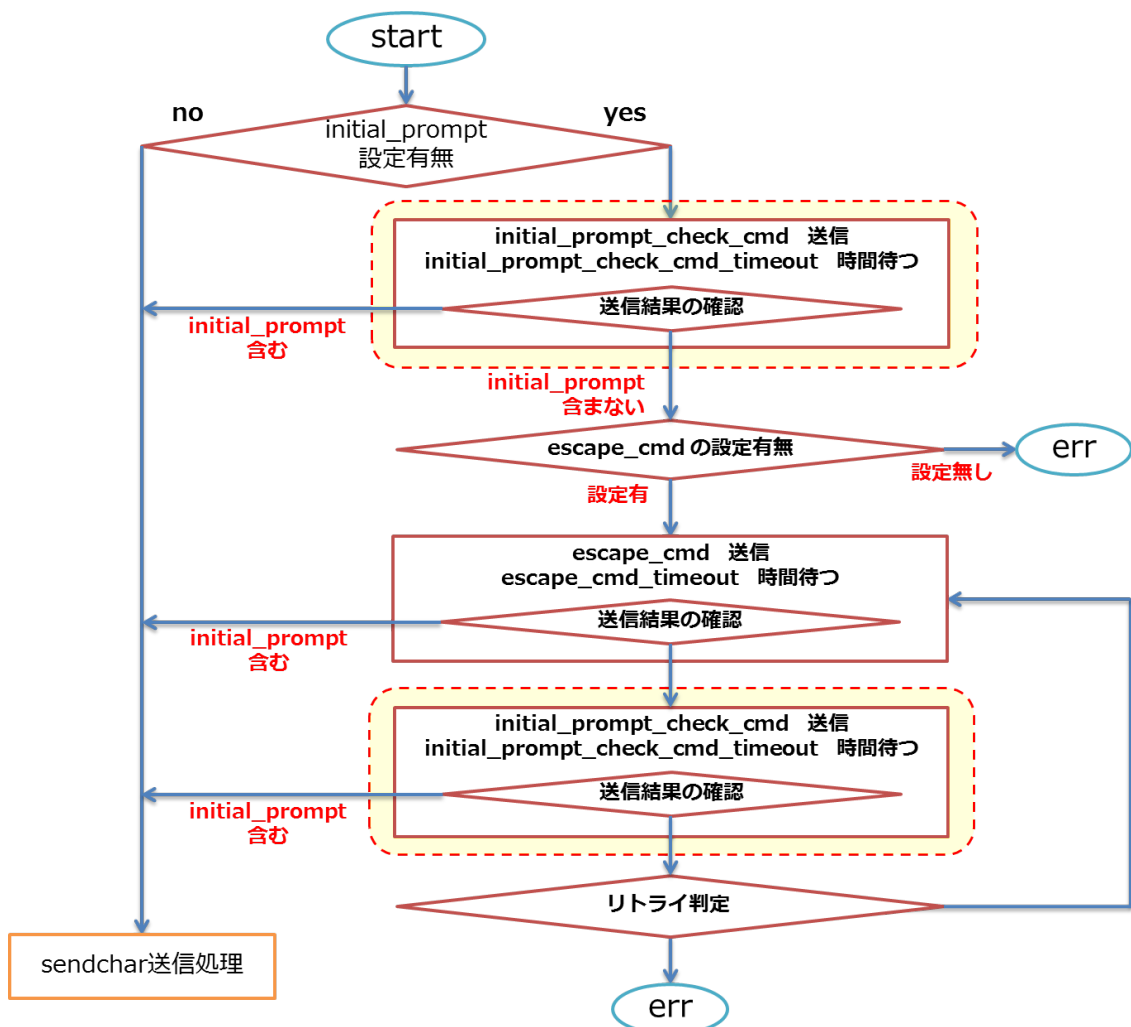 start
no
yes
initial_prompt
設定有無
initial_prompt_check_cmd 送信
initial_prompt_check_cmd_timeout 時間待つ
送信結果の確認
initial_prompt
含む
initial_prompt
含まない
escape_cmd の設定有無
err
設定無し
設定有
escape_cmd 送信
escape_cmd_timeout 時間待つ
送信結果の確認
initial_prompt
含む
initial_prompt_check_cmd 送信
initial_prompt_check_cmd_timeout 時間待つ
送信結果の確認
initial_prompt
含む
リトライ判定
sendchar送信処理
err